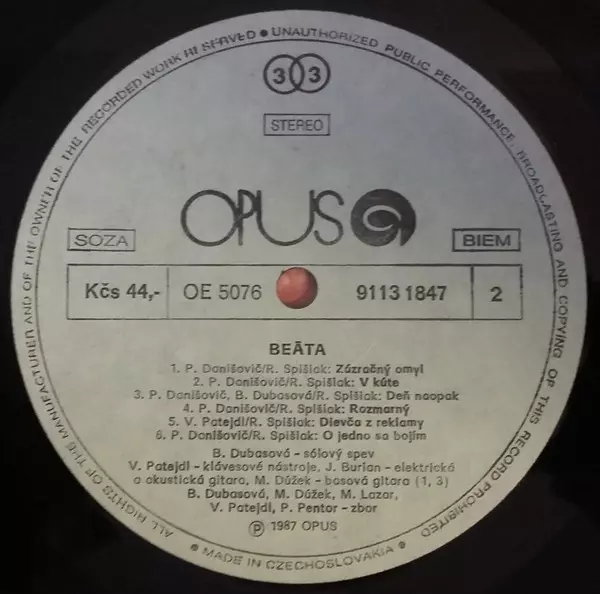 ALL RIGHTS OF THE MANUFACTURER AND OF THE OWNER OF THE RECORDED WORK RESERVED ● UNAUTHORIZED PUBLIC PERFORMANCE, BROADCASTING AND COPYING OF THIS RECORD PROHIBITED
33
STEREO
OPUS
SOZA BIEM
Kčs 44,- OE 5076 9113 1847 2
BEÁTA
1. P. Danišovič/R. Spišiak: Zázračný omyl
2. P. Danišovič/R. Spišiak: V kúte
3. P. Danišovič, B. Dubasová/R. Spišiak: Deň naopak
4. P. Danišovič/R. Spišiak: Rozmarný
5. V. Patejdl/R. Spišiak: Dievča z reklamy
6. P. Danišovič/R. Spišiak: O jedno sa bojím
B. Dubasová - sólový spev
V. Patejdl - klávesové nástroje, J. Burian - elektrická
a akustická gitara, M. Dúžek - basová gitara (1, 3)
B. Dubasová, M. Dúžek, M. Lazar,
V. Patejdl, P. Pentor - zbor
Ⓟ 1987 OPUS
● MADE IN CZECHOSLOVAKIA ●